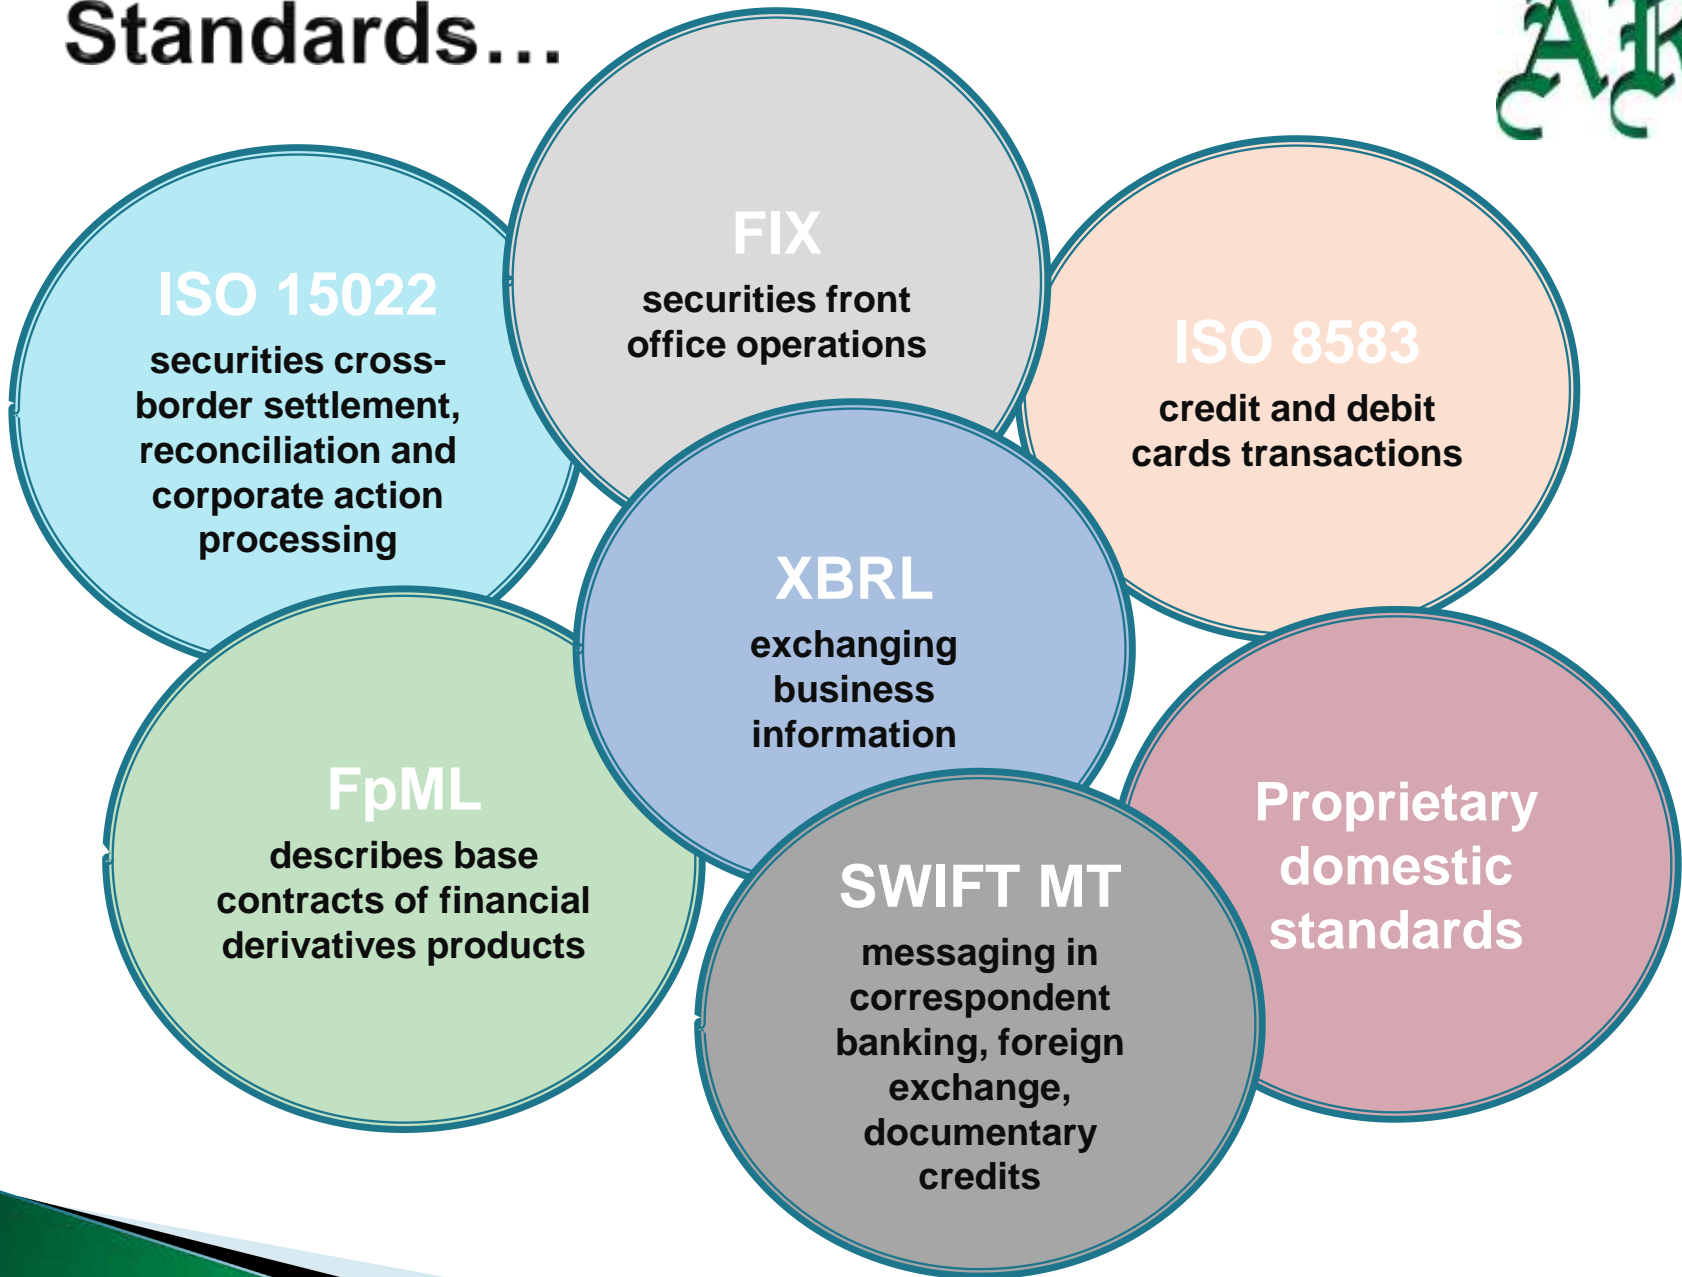 Standards...
AR
FIX
securities front
office operations
ISO 15022
securities cross-
border settlement,
reconciliation and
corporate action
processing
ISO 8583
credit and debit
cards transactions
XBRL
exchanging
business
information
FpML
describes base
contracts of financial
derivatives products
Proprietary
domestic
standards
SWIFT MT
messaging in
correspondent
banking, foreign
exchange,
documentary
credits